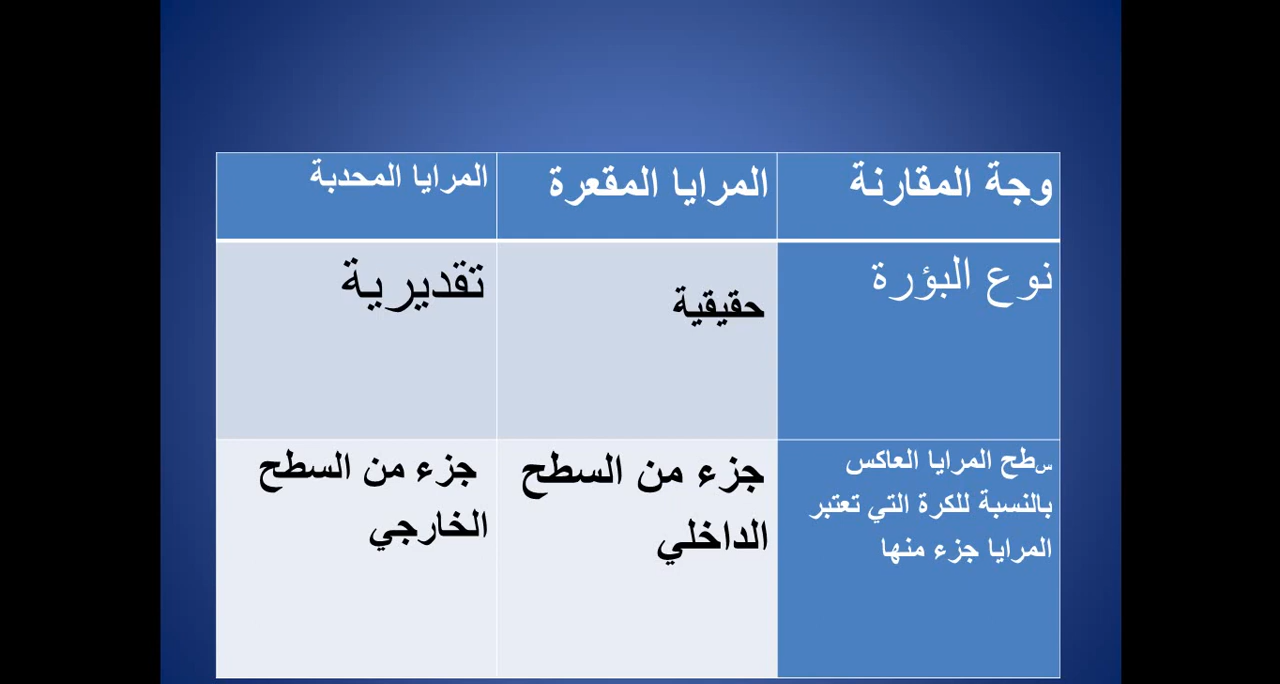 وجة المقارنة
المرايا المقعرة
المرايا المحدبة
نوع البؤرة
حقيقية
تقديرية
سطح المرايا العاكس
بالنسبة للكرة التي تعتبر
المرايا جزء منها
جزء من السطح
الداخلي
جزء من السطح
الخارجي